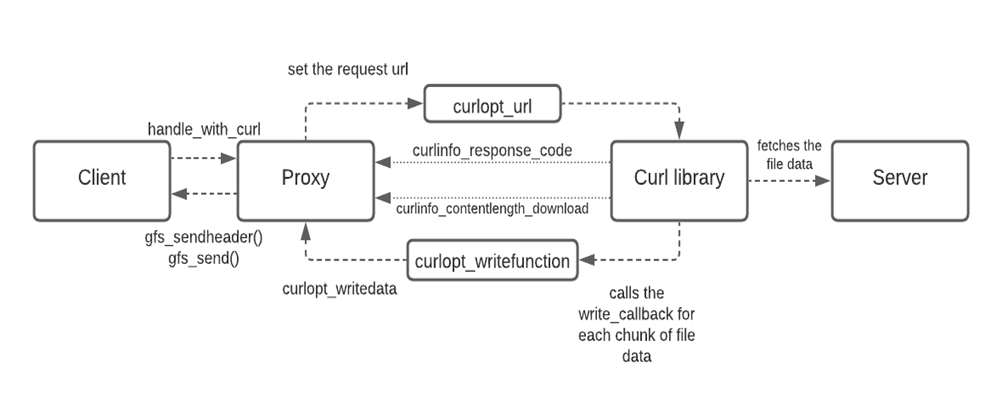 set the request url
curlopt_url
handle_with_curl
curlinfo_response_code
fetches the
file data
Client
Proxy
Curl library
Server
curlinfo_contentlength_download
gfs_sendheader()
gfs_send()
curlopt_writefunction
curlopt_writedata
calls the
write_callback for
each chunk of file
data